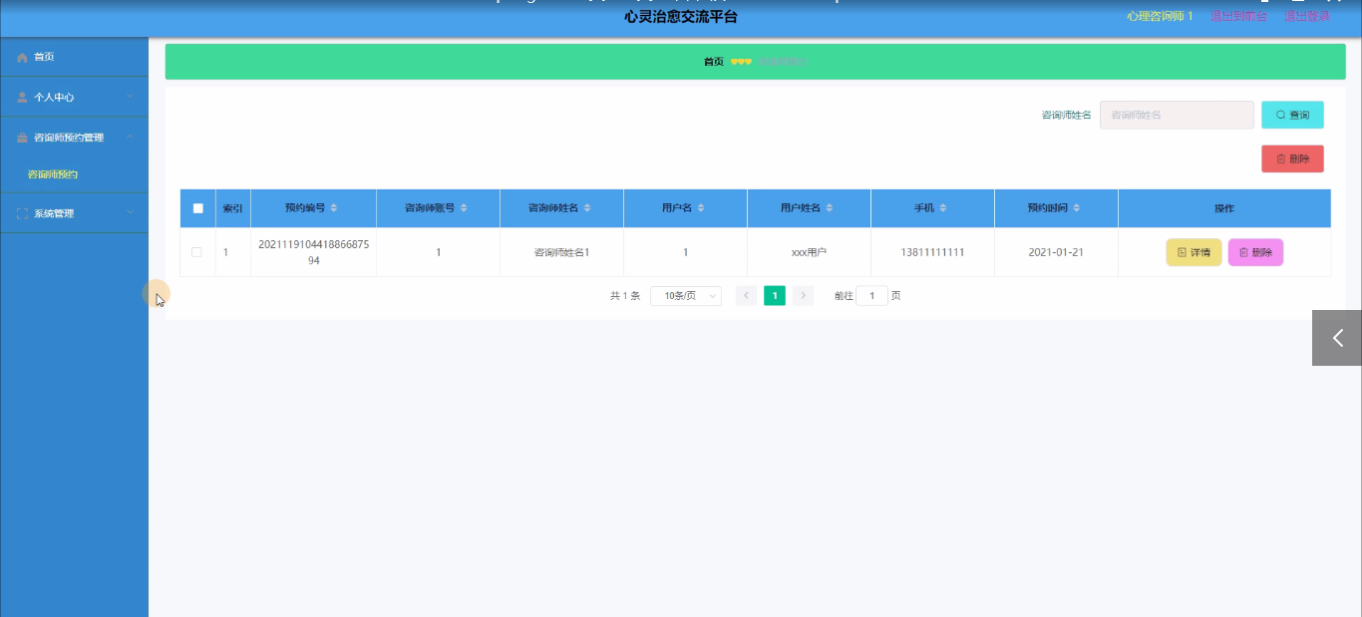 心灵治愈交流平台
心理咨询师 1 退出到前台 退出登录
首页
个人中心
咨询师预约管理
咨询师预约
系统管理
首页
咨询师姓名 咨询师姓名 查询
删除
索引 预约编号 咨询师账号 咨询师姓名 用户名 用户姓名 手机 预约时间 操作
1 2021119104418866875 1 咨询师姓名1 1 xxx用户 13811111111 2021-01-21 详情 删除
94
共 1 条 10条/页 1 前往 1 页